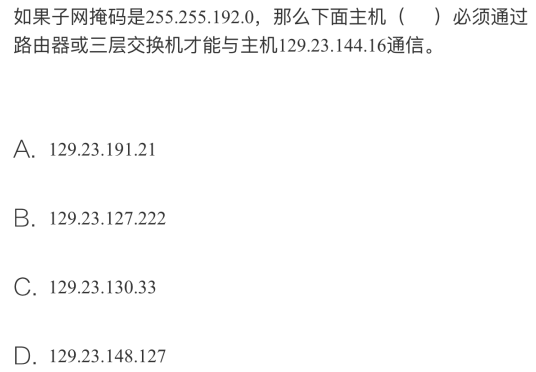 如果子网掩码是255.255.192.0，那么下面主机（ ）必须通过
路由器或三层交换机才能与主机129.23.144.16通信。
A. 129.23.191.21
B. 129.23.127.222
C. 129.23.130.33
D. 129.23.148.127